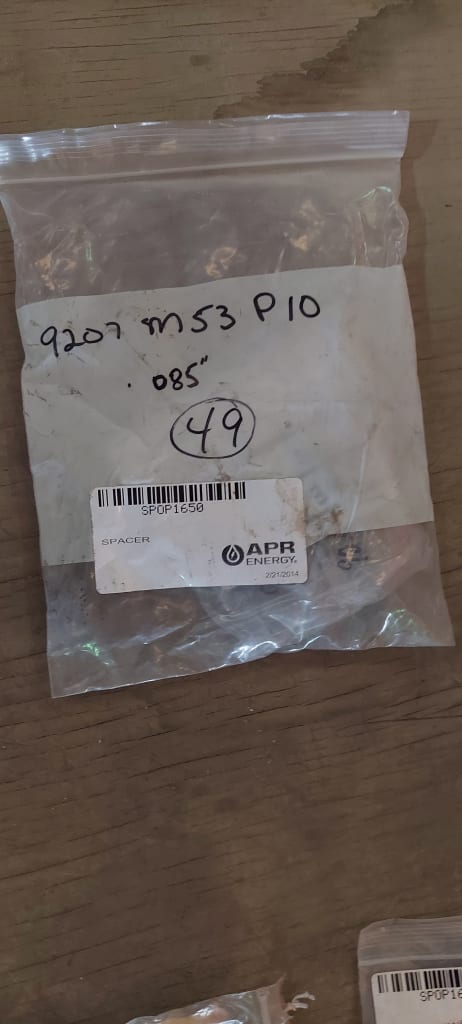 9207 M53 P10
.085"
49
SPOP1650
SPACER
APR
ENERGY®
2/21/2014
SPOP16